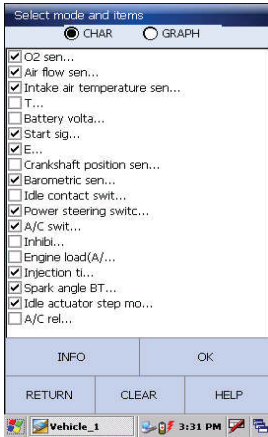 Select mode and items
CHAR GRAPH
O2 sen...
Air flow sen...
Intake air temperature sen...
T...
Battery volta...
Start sig...
E...
Crankshaft position sen...
Barometric sen...
Idle contact swit...
Power steering switc...
A/C swit...
Inhibi...
Engine load(A/...
Injection ti...
Spark angle BT...
Idle actuator step mo...
A/C rel...
INFO OK
RETURN CLEAR HELP
Vehicle_1 3:31 PM